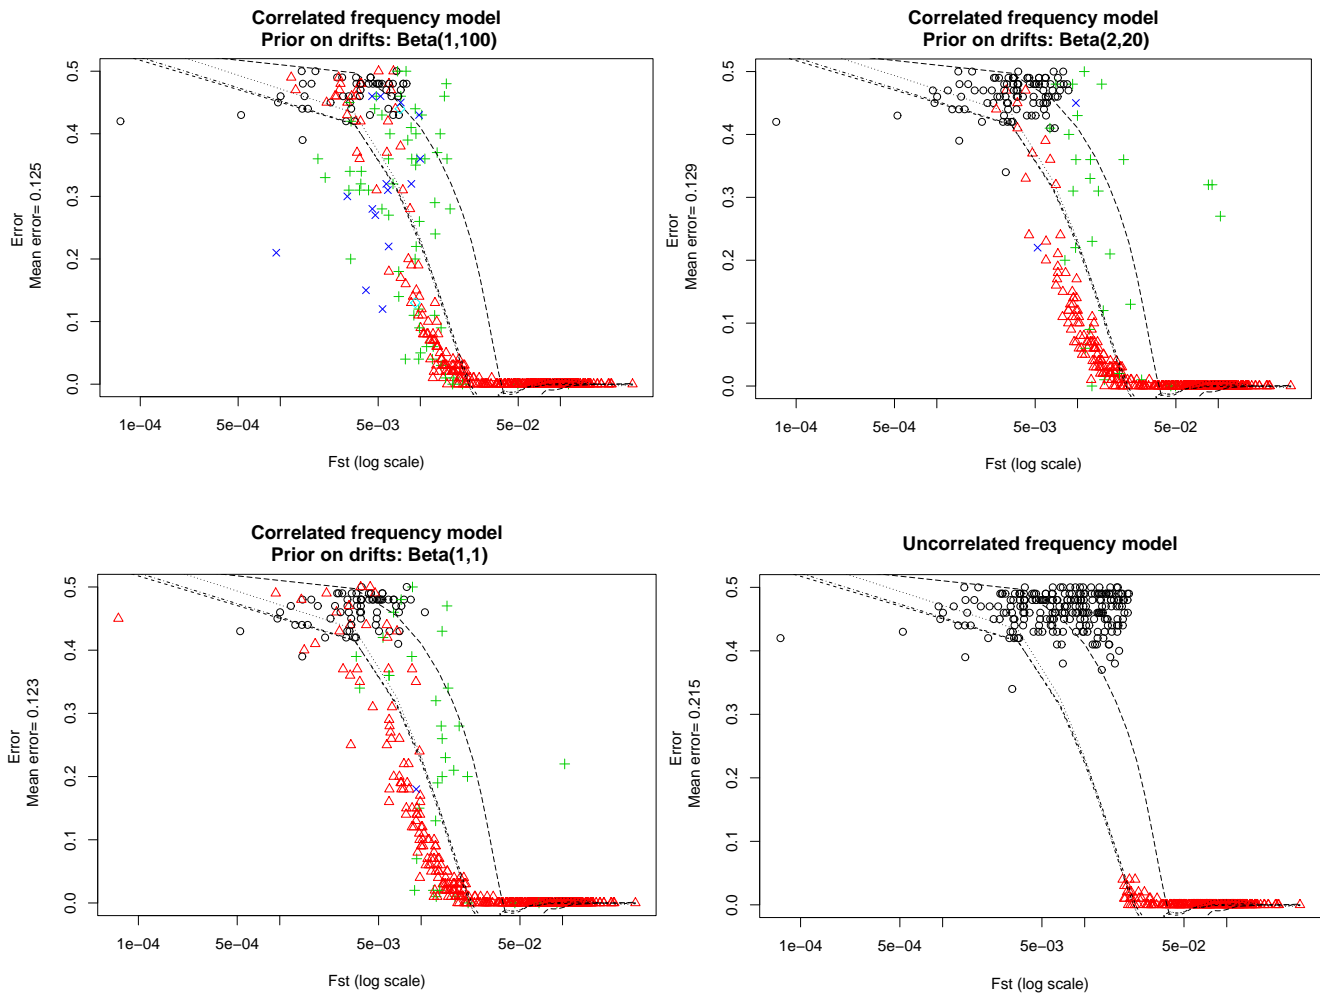 Correlated frequency model
Prior on drifts: Beta(1,100)
0.5
0.4
0.3
0.2
0.1
0.0
Error
Mean error= 0.125
1e−04
5e−04
5e−03
5e−02
Fst (log scale)
Correlated frequency model
Prior on drifts: Beta(2,20)
0.5
0.4
0.3
0.2
0.1
0.0
Error
Mean error= 0.129
1e−04
5e−04
5e−03
5e−02
Fst (log scale)
Correlated frequency model
Prior on drifts: Beta(1,1)
0.5
0.4
0.3
0.2
0.1
0.0
Error
Mean error= 0.123
1e−04
5e−04
5e−03
5e−02
Fst (log scale)
Uncorrelated frequency model
0.5
0.4
0.3
0.2
0.1
0.0
Error
Mean error= 0.215
1e−04
5e−04
5e−03
5e−02
Fst (log scale)